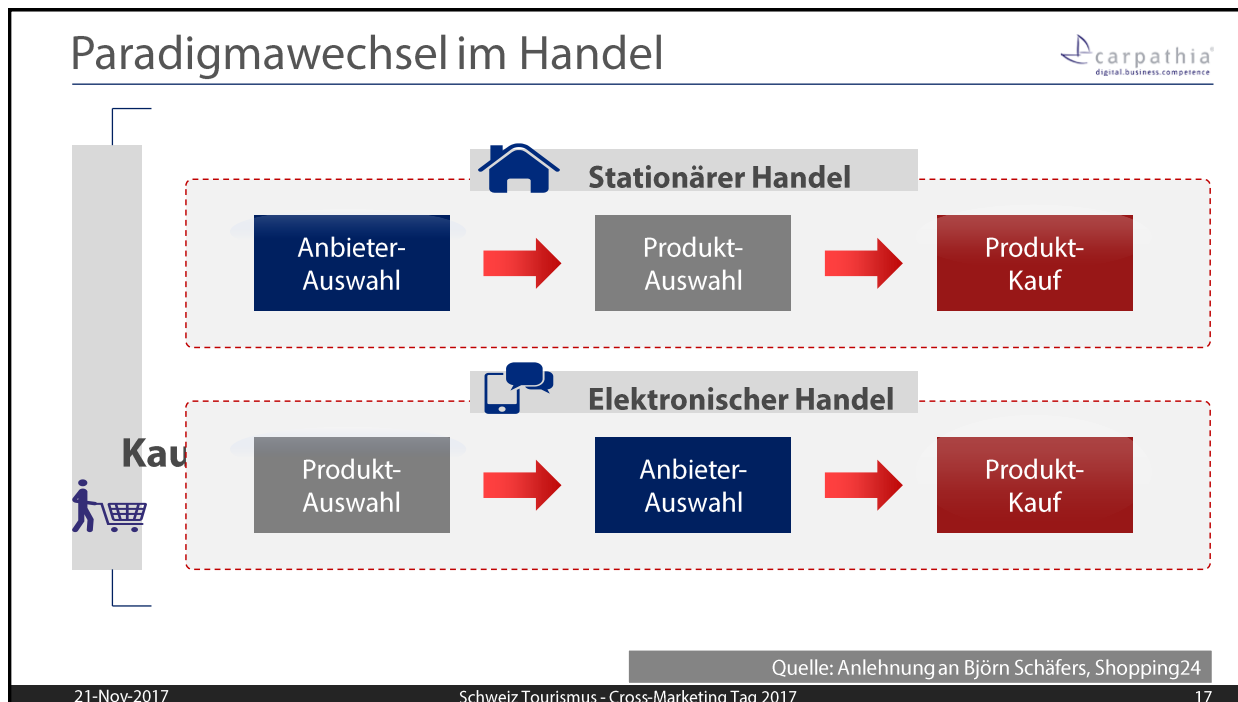 Paradigmawechsel im Handel
carpathia
digital.business.competence
Stationärer Handel
Anbieter-
Auswahl
Produkt-
Auswahl
Produkt-
Kauf
Elektronischer Handel
Kau
Produkt-
Auswahl
Anbieter-
Auswahl
Produkt-
Kauf
Quelle: Anlehnung an Björn Schäfers, Shopping24
21-Nov-2017
Schweiz Tourismus - Cross-Marketing Tag 2017
17